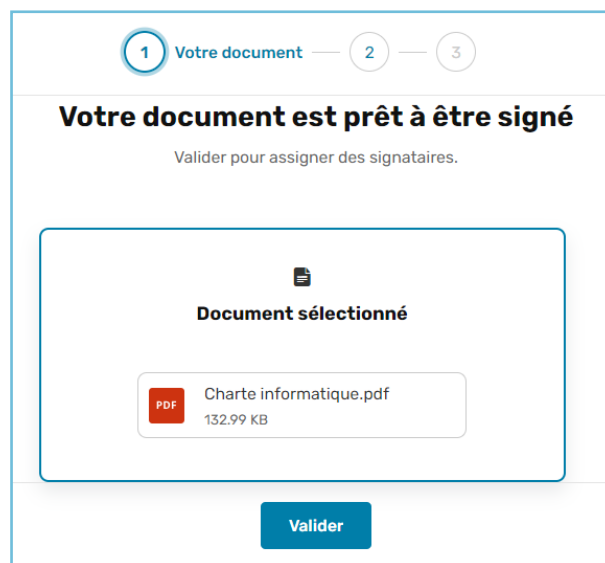 1 Votre document 2 3
Votre document est prêt à être signé
Valider pour assigner des signataires.
Document sélectionné
PDF Charte informatique.pdf
132.99 KB
Valider